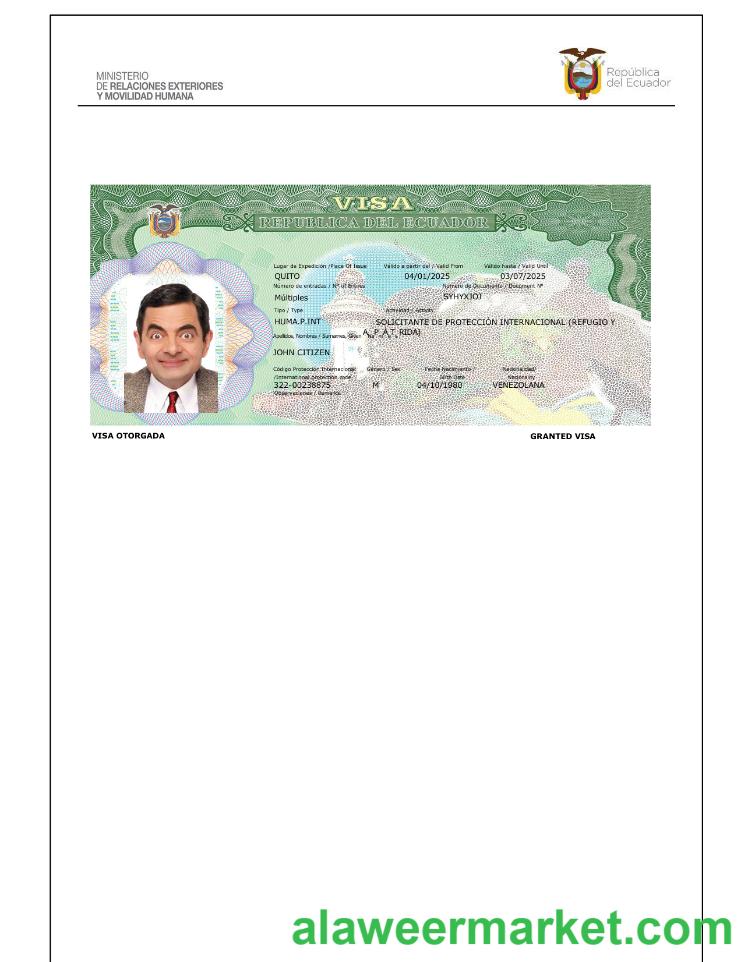 MINISTERIO
DE RELACIONES EXTERIORES
Y MOVILIDAD HUMANA
República
del Ecuador
VISA
REPUBLICA DEL ECUADOR
Lugar de Expedición /Place Of Issue Válido a partir del / Valid From Válido hasta / Valid Until
QUITO 04/01/2025 03/07/2025
Número de entradas / Nº of Entries Número de Documento / Document Nº
Múltiples SYHYXJOJ
Tipo / Type Actividad / Activity
HUMA.P.INT SOLICITANTE DE PROTECCIÓN INTERNACIONAL (REFUGIO Y
A P A T RIDA)
Apellidos, Nombres / Surnames, Given
JOHN CITIZEN
Código Protección Internacional Género / Sex Fecha Nacimiento / Nacionalidad/
/International protection code Birth Date Nationality
322-00238875 M 04/10/1980 VENEZOLANA
Observaciones / Remarks
VISA OTORGADA GRANTED VISA
alaweermarket.com